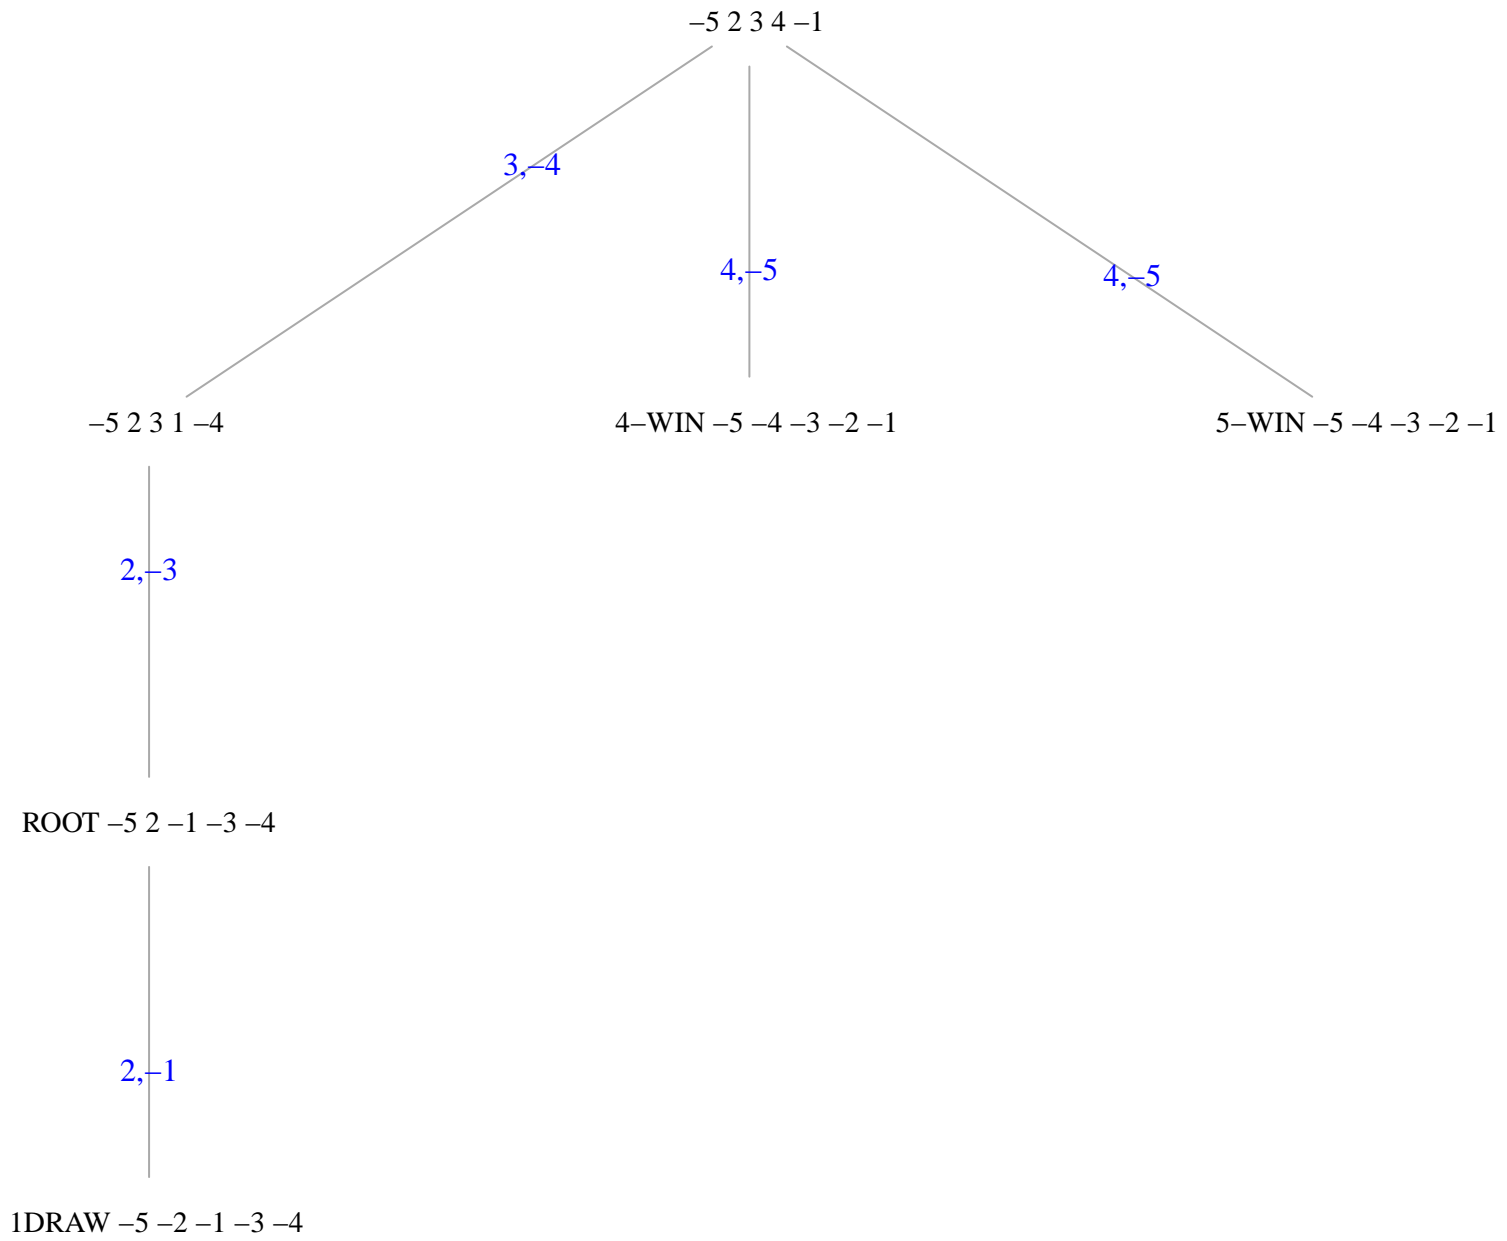 –5 2 3 4 –1
3,–4
4,–5
4,–5
–5 2 3 1 –4
4–WIN –5 –4 –3 –2 –1
5–WIN –5 –4 –3 –2 –1
2,–3
ROOT –5 2 –1 –3 –4
2,–1
1DRAW –5 –2 –1 –3 –4